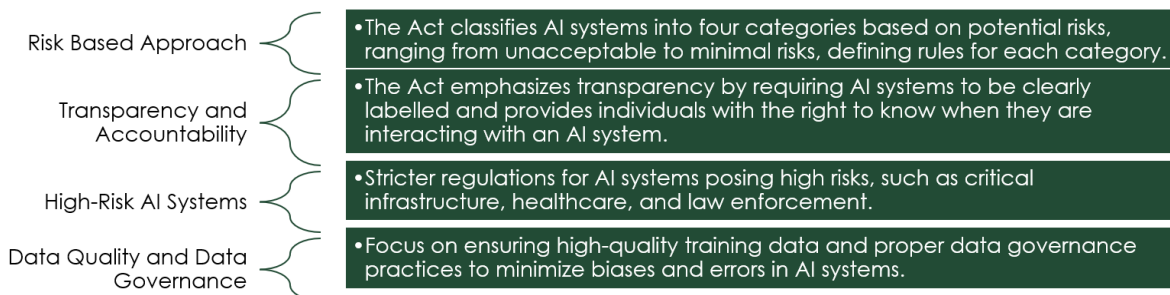 Risk Based Approach
•The Act classifies AI systems into four categories based on potential risks,
ranging from unacceptable to minimal risks, defining rules for each category.
Transparency and
Accountability
•The Act emphasizes transparency by requiring AI systems to be clearly
labelled and provides individuals with the right to know when they are
interacting with an AI system.
High-Risk AI Systems
•Stricter regulations for AI systems posing high risks, such as critical
infrastructure, healthcare, and law enforcement.
Data Quality and Data
Governance
•Focus on ensuring high-quality training data and proper data governance
practices to minimize biases and errors in AI systems.